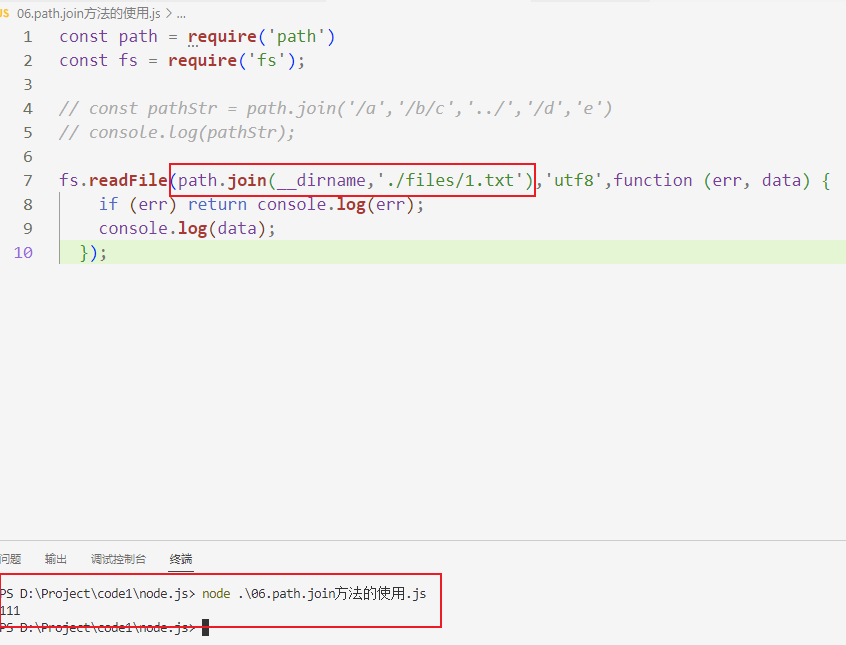 JS 06.path.join方法的使用.js > ...
1 const path = require('path')
2 const fs = require('fs');
3
4 // const pathStr = path.join('/a','/b/c','../','/d','e')
5 // console.log(pathStr);
6
7 fs.readFile(path.join(__dirname,'./files/1.txt'),'utf8',function (err, data) {
8 if (err) return console.log(err);
9 console.log(data);
10 });
问题 输出 调试控制台 终端
PS D:\Project\code1\node.js> node .\06.path.join方法的使用.js
111
PS D:\Project\code1\node.js>